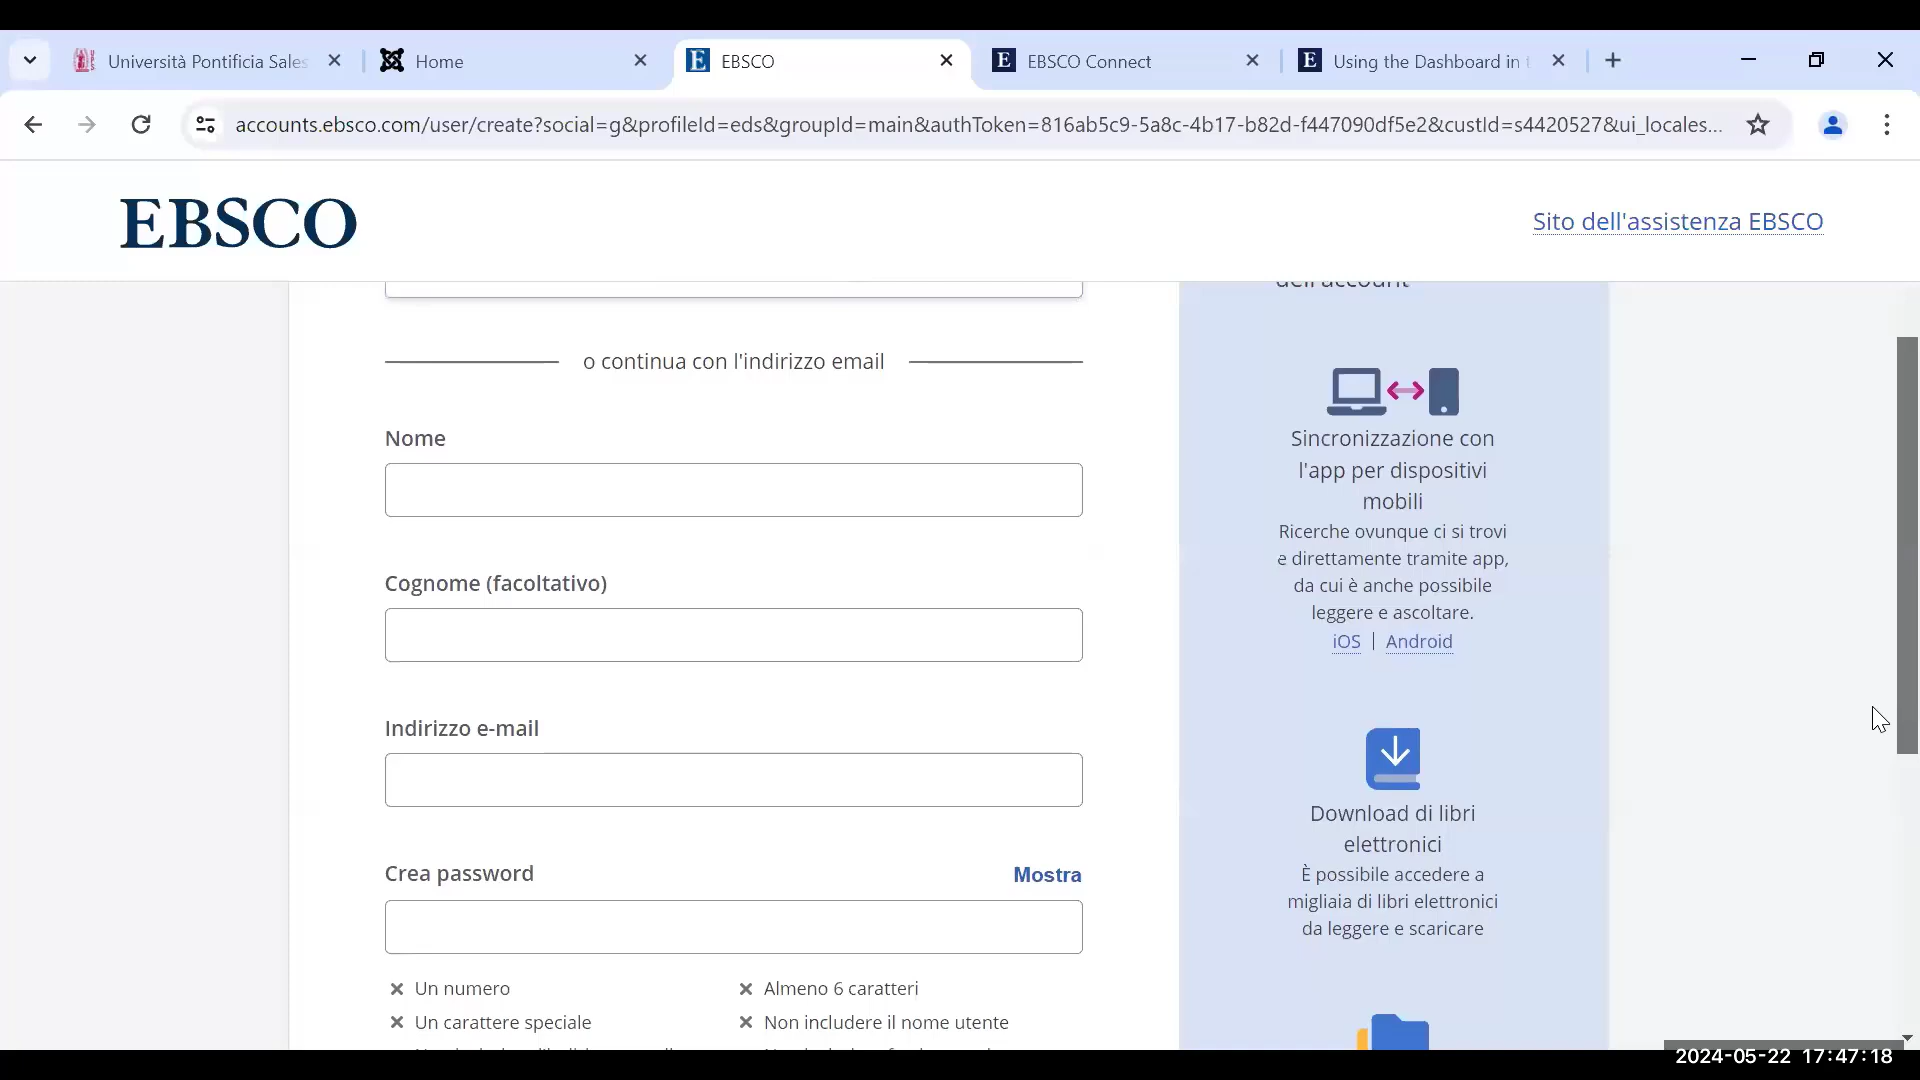 Università Pontificia Sales
Home
EBSCO
EBSCO Connect
Using the Dashboard in t
accounts.ebsco.com/user/create?social=g&profileId=eds&groupId=main&authToken=816ab5c9-5a8c-4b17-b82d-f447090df5e2&custId=s4420527&ui_locales...
EBSCO
Sito dell'assistenza EBSCO
dell'account
o continua con l'indirizzo email
Nome
Cognome (facoltativo)
Indirizzo e-mail
Crea password
Mostra
Un numero
Almeno 6 caratteri
Un carattere speciale
Non includere il nome utente
Sincronizzazione con
l'app per dispositivi
mobili
Ricerche ovunque ci si trovi
e direttamente tramite app,
da cui è anche possibile
leggere e ascoltare.
iOS | Android
Download di libri
elettronici
È possibile accedere a
migliaia di libri elettronici
da leggere e scaricare
2024-05-22 17:47:18